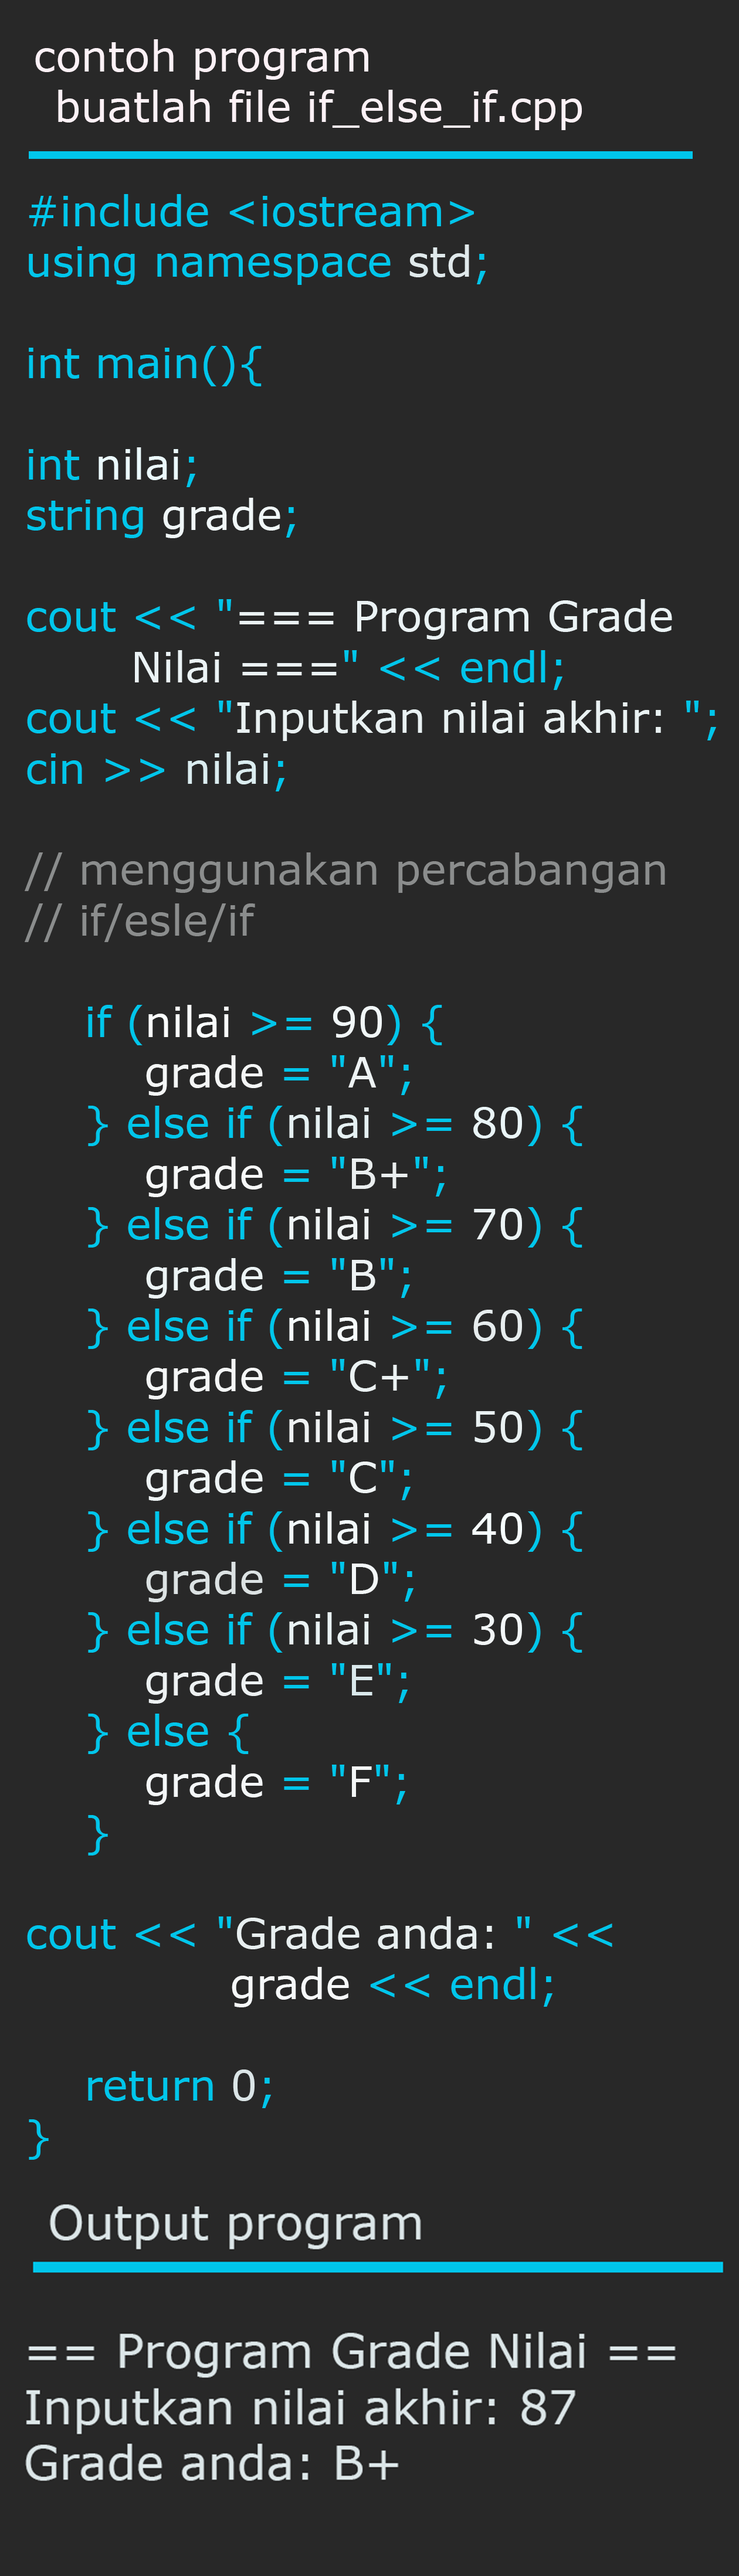 contoh program
buatlah file if_else_if.cpp
#include <iostream>
using namespace std;
int main(){
int nilai;
string grade;
cout << "=== Program Grade
Nilai ===" << endl;
cout << "Inputkan nilai akhir: ";
cin >> nilai;
// menggunakan percabangan
// if/esle/if
if (nilai >= 90) {
grade = "A";
} else if (nilai >= 80) {
grade = "B+";
} else if (nilai >= 70) {
grade = "B";
} else if (nilai >= 60) {
grade = "C+";
} else if (nilai >= 50) {
grade = "C";
} else if (nilai >= 40) {
grade = "D";
} else if (nilai >= 30) {
grade = "E";
} else {
grade = "F";
}
cout << "Grade anda: " <<
grade << endl;
return 0;
}
Output program
== Program Grade Nilai ==
Inputkan nilai akhir: 87
Grade anda: B+